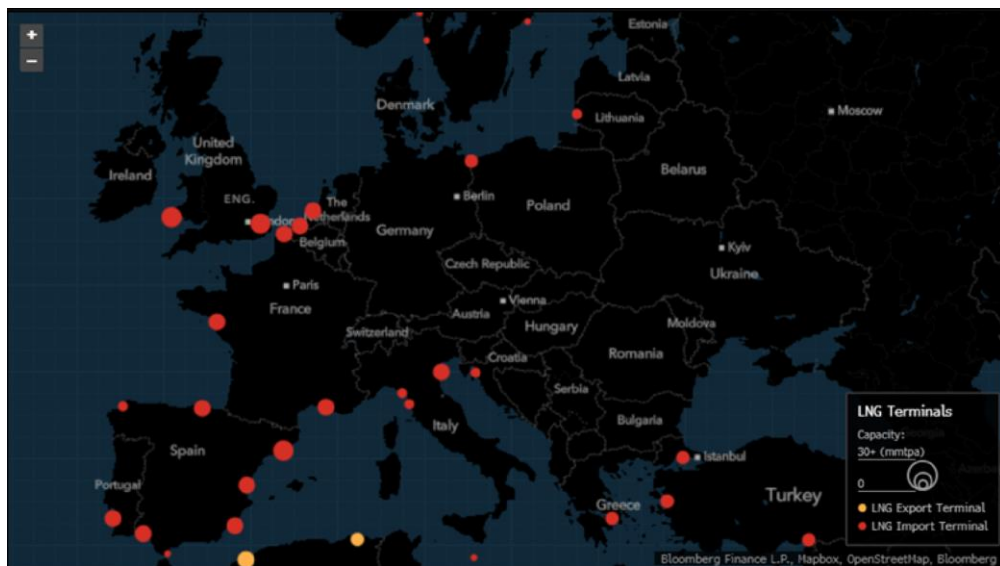 +
−
Estonia
Latvia
Denmark
Lithuania
Moscow
United
Kingdom
Ireland
Belarus
ENG.
The
Netherlands
Berlin
Poland
Belgium
Germany
Kyiv
Czech Republic
Ukraine
Paris
France
Vienna
Austria
Moldova
Switzerland
Hungary
Romania
Croatia
Serbia
Bulgaria
Italy
Spain
Istanbul
Portugal
Greece
Turkey
LNG Terminals
Capacity:
30+ (mmtpa)
0
LNG Export Terminal
LNG Import Terminal
Bloomberg Finance L.P., Mapbox, OpenStreetMap, Bloomberg